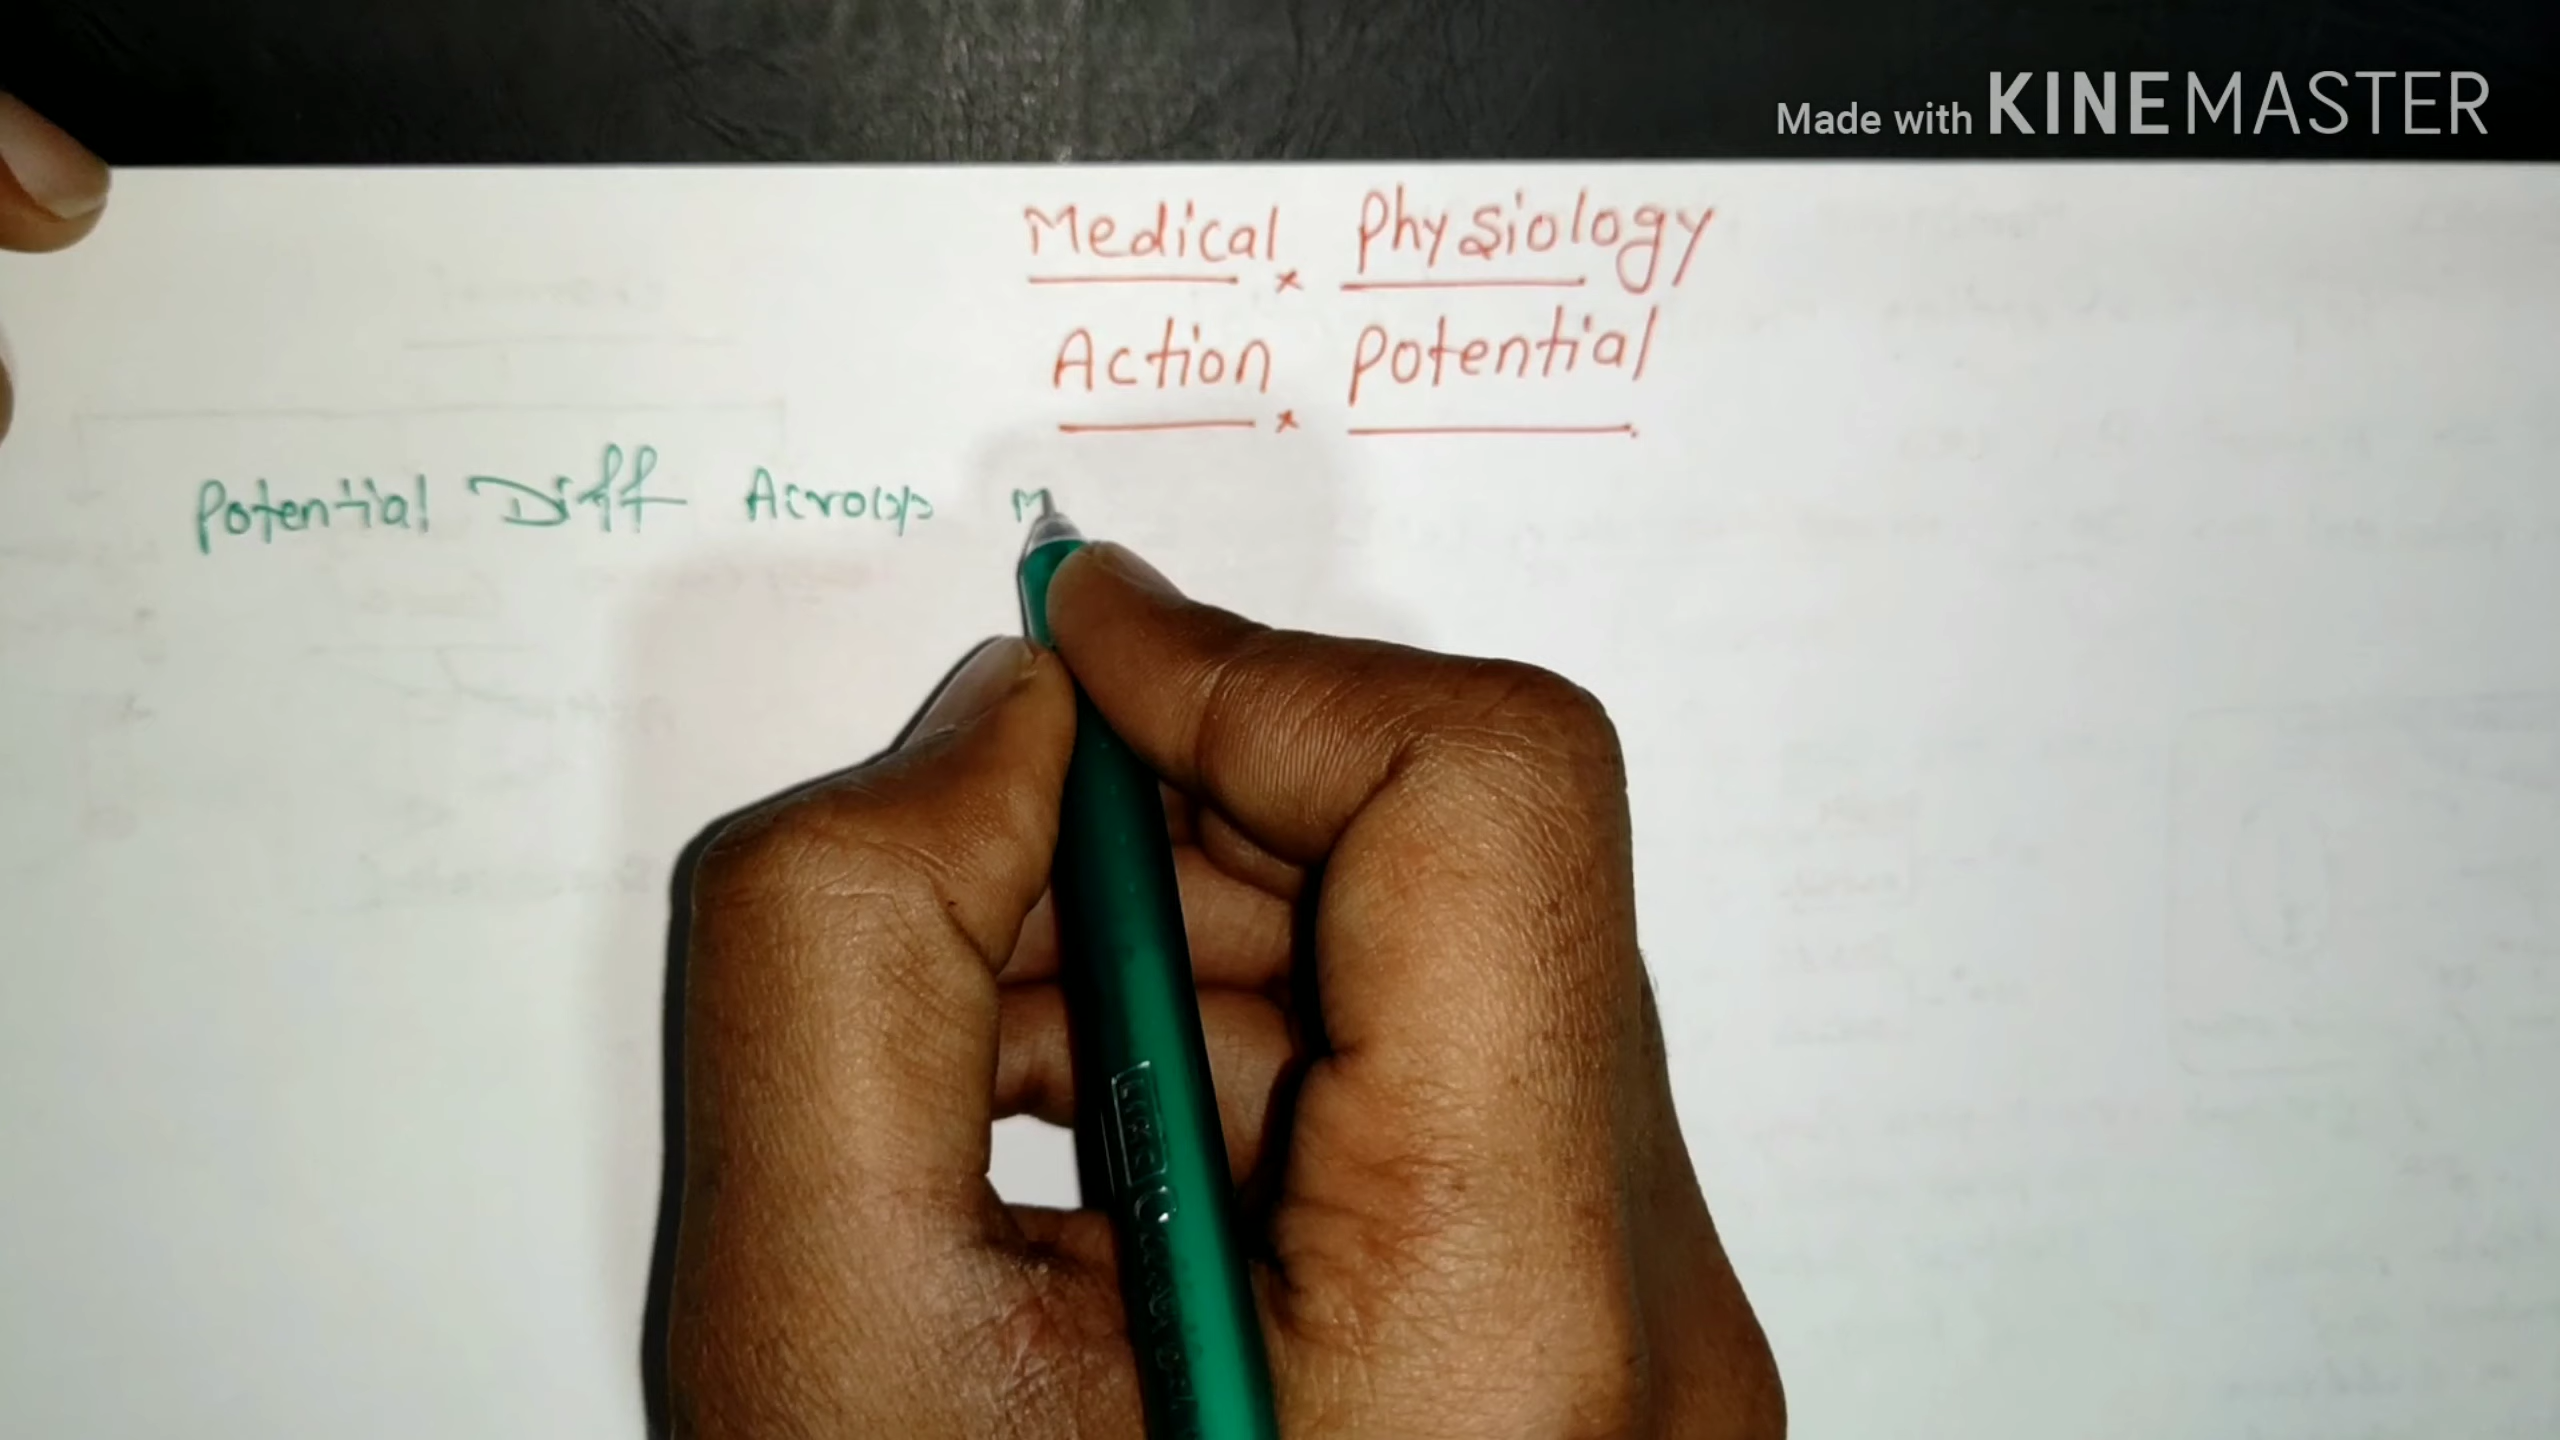 Made with KINEMASTER
Medical Physiology
Action Potential
Potential Diff Across M